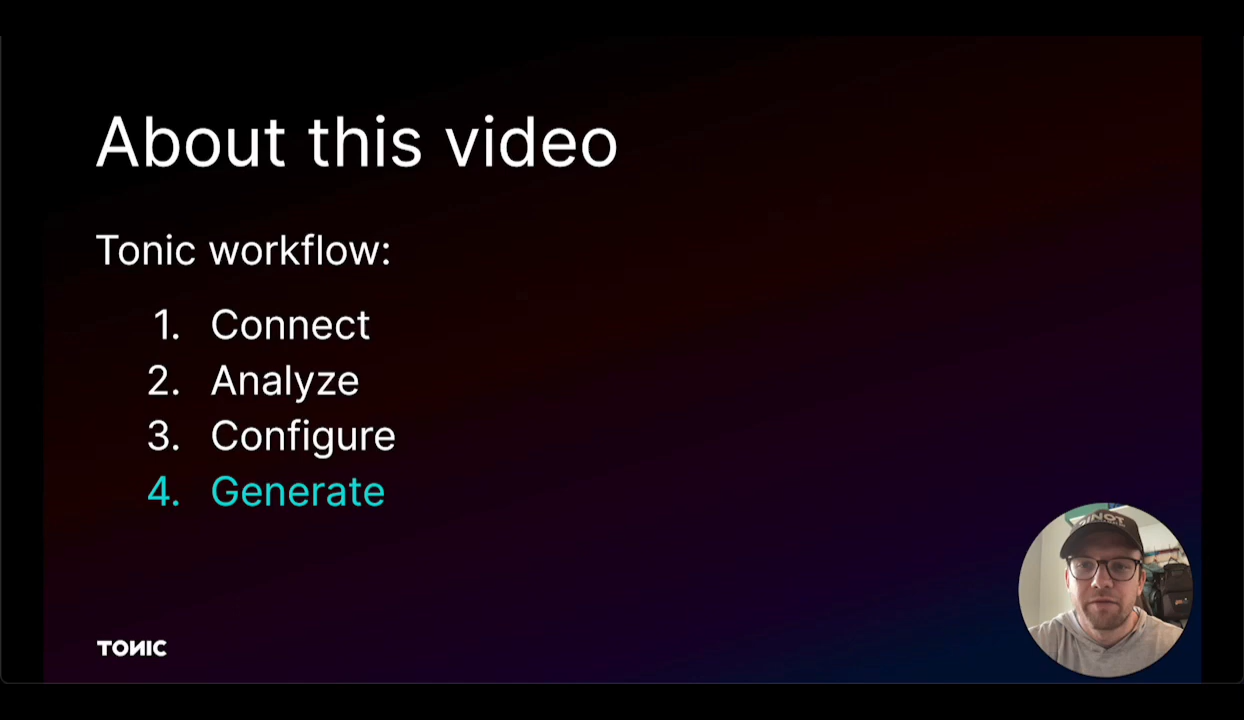 About this video
Tonic workflow:
1. Connect
2. Analyze
3. Configure
4. Generate
TONIC